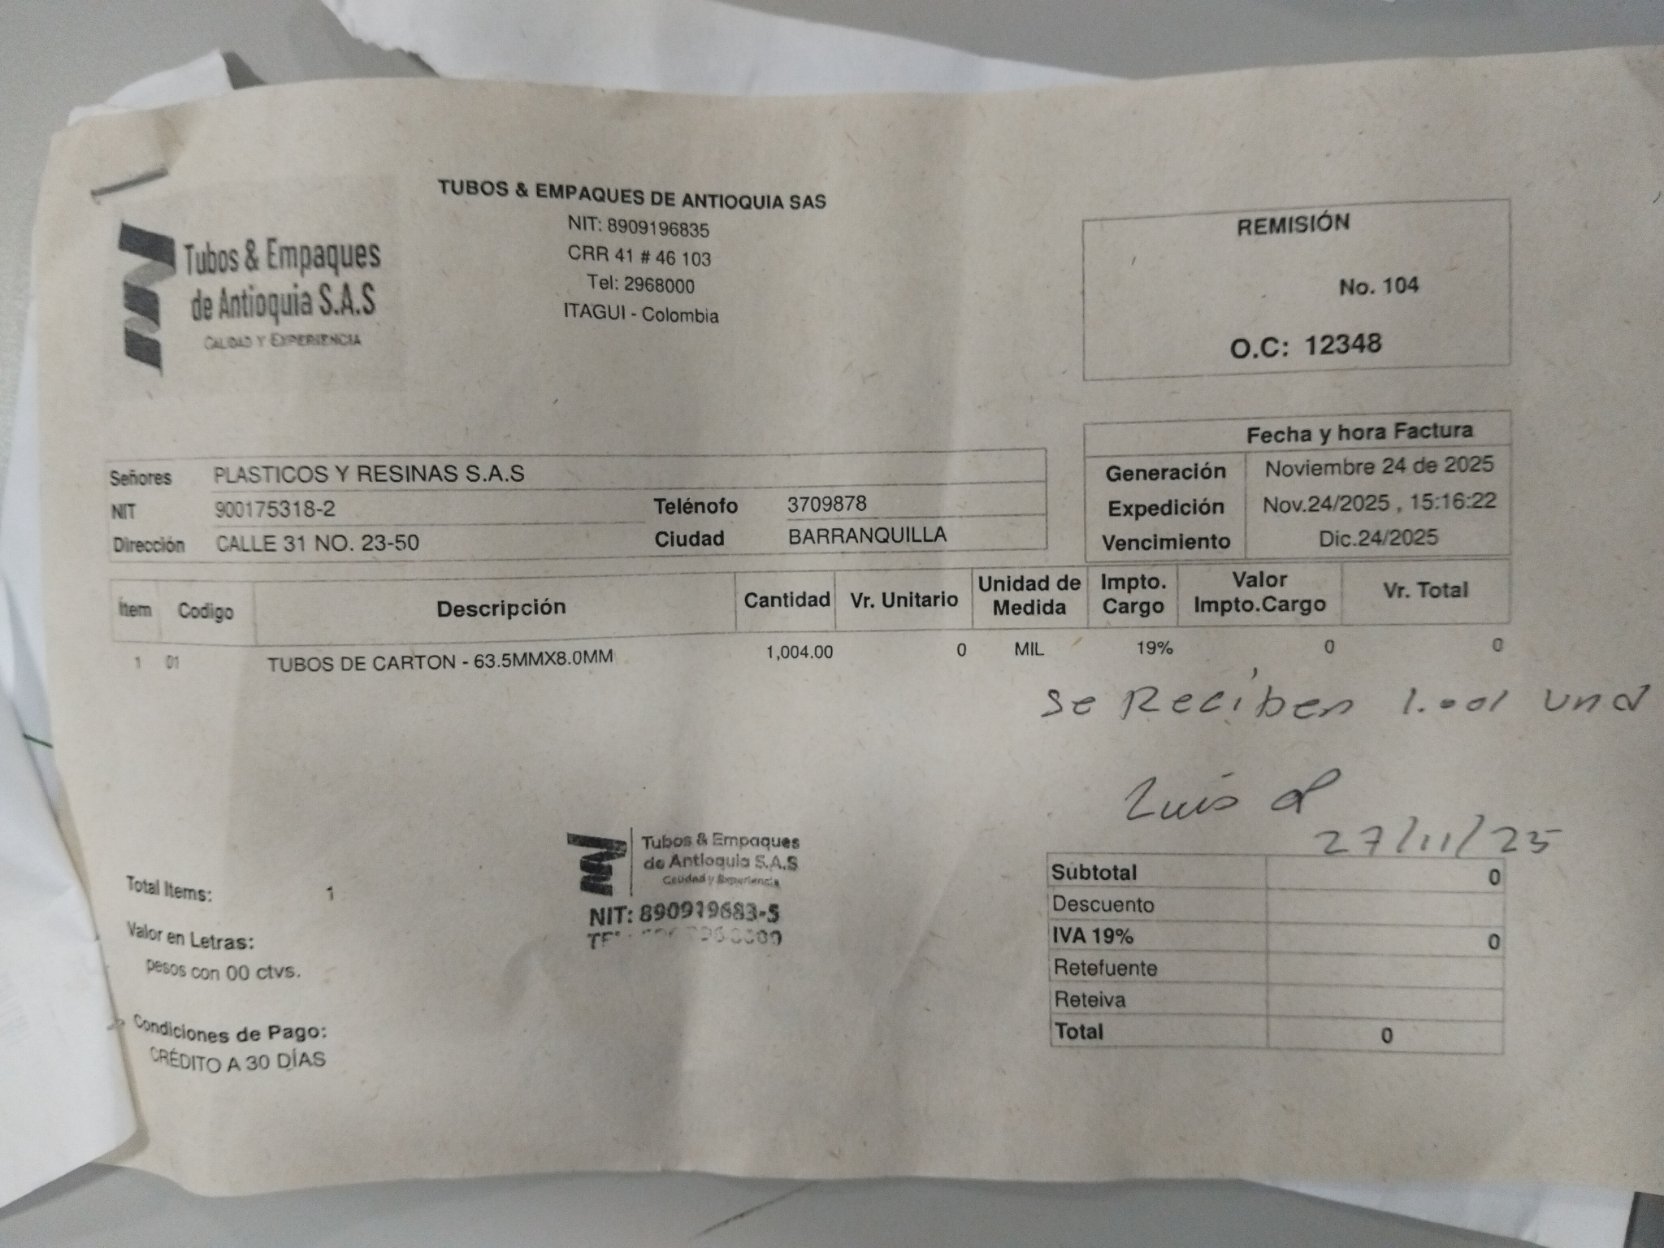 TUBOS & EMPAQUES DE ANTIOQUIA SAS
NIT: 8909196835
CRR 41 # 46 103
Tel: 2968000
ITAGUI - Colombia
Tubos & Empaques
de Antioquia S.A.S
CALIDAD Y EXPERIENCIA
REMISIÓN
No. 104
O.C: 12348
Fecha y hora Factura
Generación Noviembre 24 de 2025
Expedición Nov.24/2025 , 15:16:22
Vencimiento Dic.24/2025
Señores PLASTICOS Y RESINAS S.A.S
NIT 900175318-2 Telénofo 3709878
Dirección CALLE 31 NO. 23-50 Ciudad BARRANQUILLA
Ítem Codigo Descripción Cantidad Vr. Unitario Unidad de Medida Impto. Cargo Valor Impto.Cargo Vr. Total
1 01 TUBOS DE CARTON - 63.5MMX8.0MM 1,004.00 0 MIL 19% 0 0
Se Reciben 1.001 und
Luis
27/11/25
Tubos & Empaques
de Antioquia S.A.S
Calidad y Experiencia
NIT: 890919683-5
Total Items: 1
Valor en Letras:
pesos con 00 ctvs.
Condiciones de Pago:
CRÉDITO A 30 DÍAS
Subtotal 0
Descuento
IVA 19% 0
Retefuente
Reteiva
Total 0